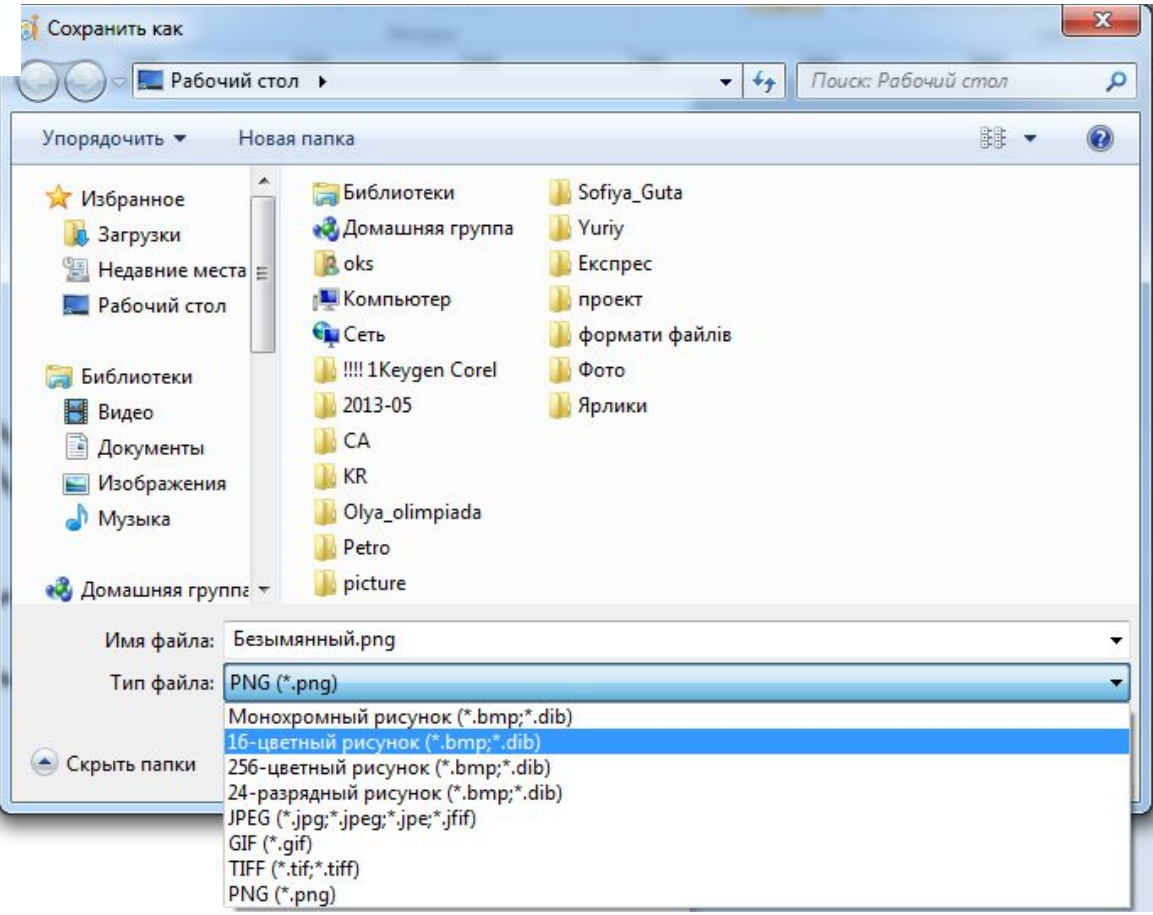 Сохранить как
Рабочий стол
Поиск: Рабочий стол
Упорядочить
Новая папка
Избранное
Загрузки
Недавние места
Рабочий стол
Библиотеки
Видео
Документы
Изображения
Музыка
Домашняя группа
Библиотеки
Домашняя группа
oks
Компьютер
Сеть
!!!! 1Keygen Corel
2013-05
CA
KR
Olya_olimpiada
Petro
picture
Sofiya_Guta
Yuriy
Експрес
проект
формати файлів
Фото
Ярлики
Имя файла: Безымянный.png
Тип файла: PNG (*.png)
Монохромный рисунок (*.bmp;*.dib)
16-цветный рисунок (*.bmp;*.dib)
256-цветный рисунок (*.bmp;*.dib)
24-разрядный рисунок (*.bmp;*.dib)
JPEG (*.jpg;*.jpeg;*.jpe;*.jfif)
GIF (*.gif)
TIFF (*.tif;*.tiff)
PNG (*.png)
Скрыть папки